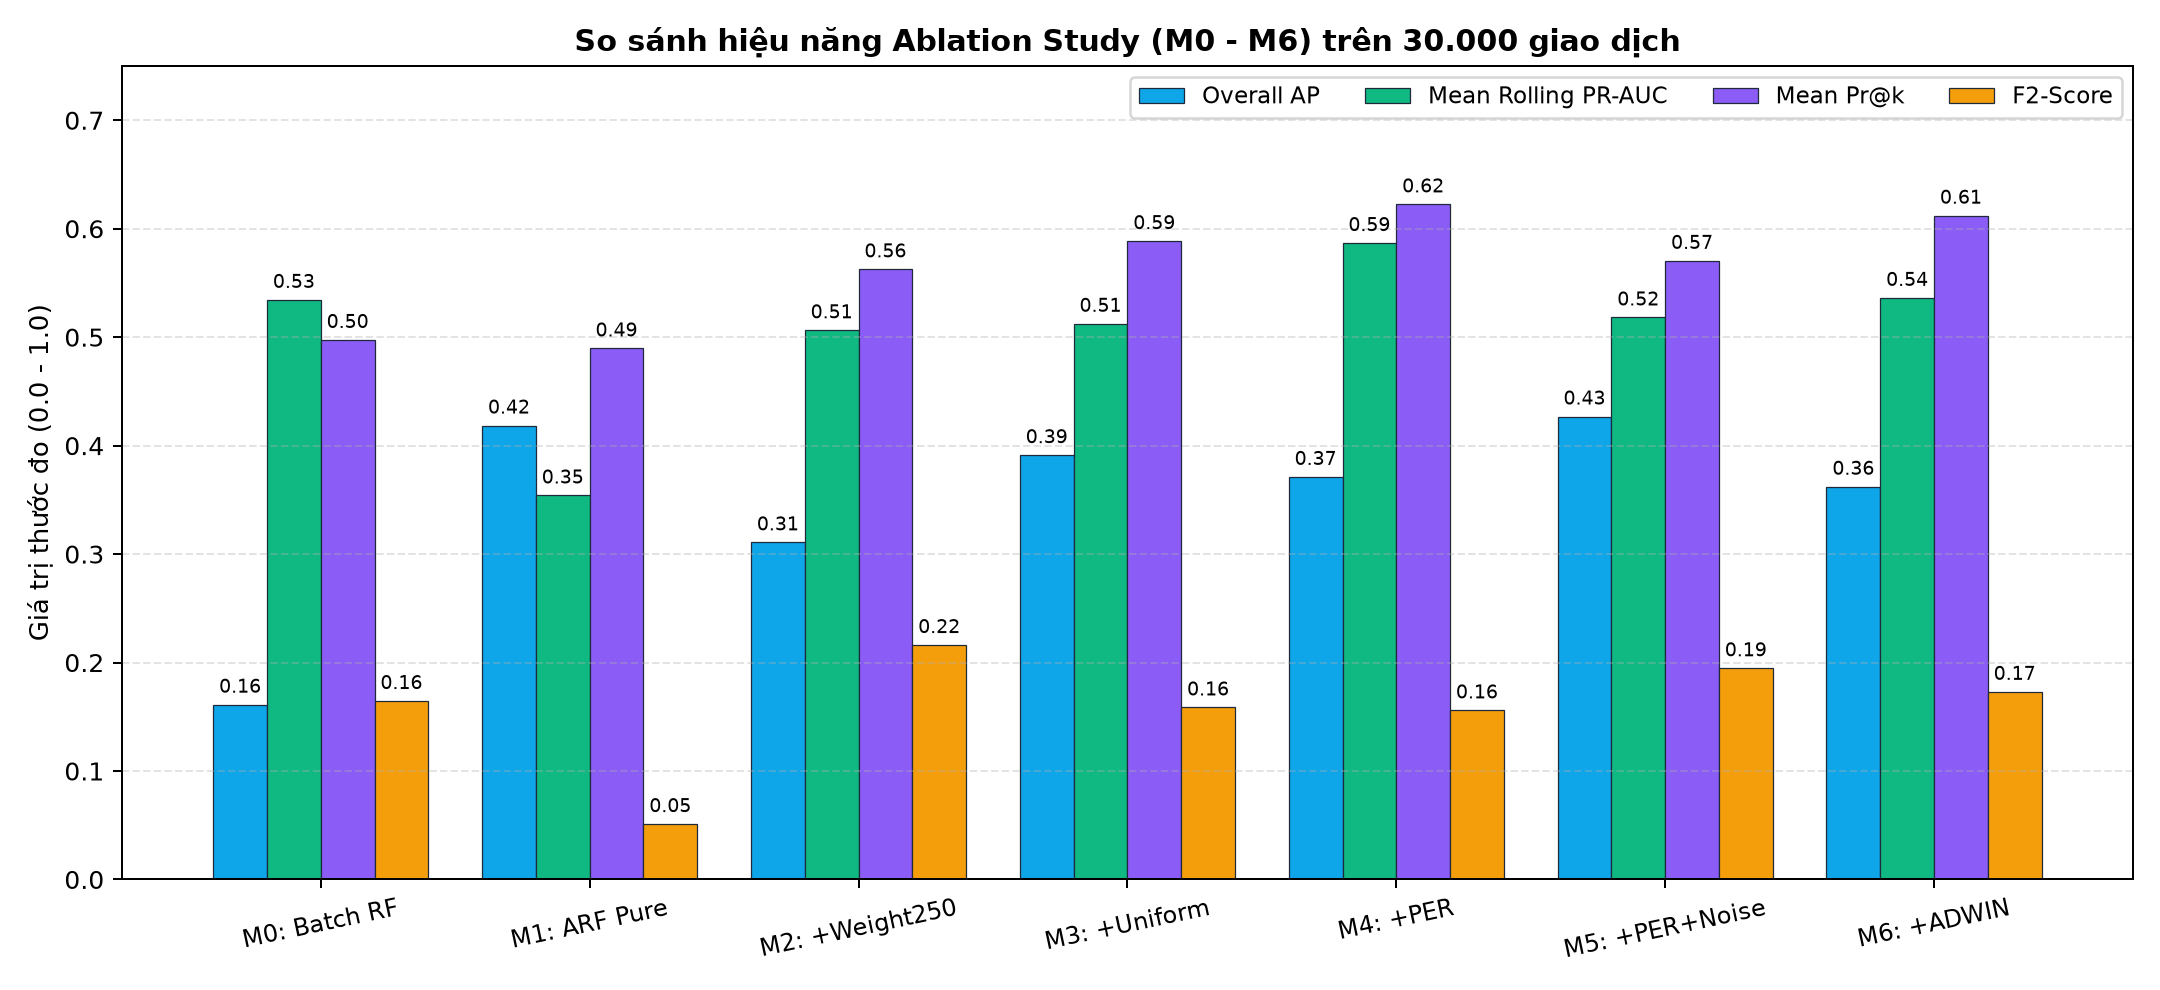 So sánh hiệu năng Ablation Study (M0 - M6) trên 30.000 giao dịch
Overall AP Mean Rolling PR-AUC Mean Pr@k F2-Score
Giá trị thước đo (0.0 - 1.0)
0.7
0.6
0.5
0.4
0.3
0.2
0.1
0.0
0.16 0.53 0.50 0.16
0.42 0.35 0.49 0.05
0.31 0.51 0.56 0.22
0.39 0.51 0.59 0.16
0.37 0.59 0.62 0.16
0.43 0.52 0.57 0.19
0.36 0.54 0.61 0.17
M0: Batch RF
M1: ARF Pure
M2: +Weight250
M3: +Uniform
M4: +PER
M5: +PER+Noise
M6: +ADWIN